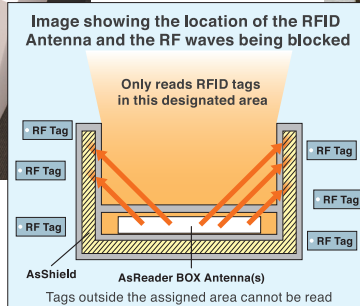 Image showing the location of the RFID
Antenna and the RF waves being blocked
Only reads RFID tags
in this designated area
RF Tag
RF Tag
RF Tag
RF Tag
RF Tag
RF Tag
AsShield
AsReader BOX Antenna(s)
Tags outside the assigned area cannot be read